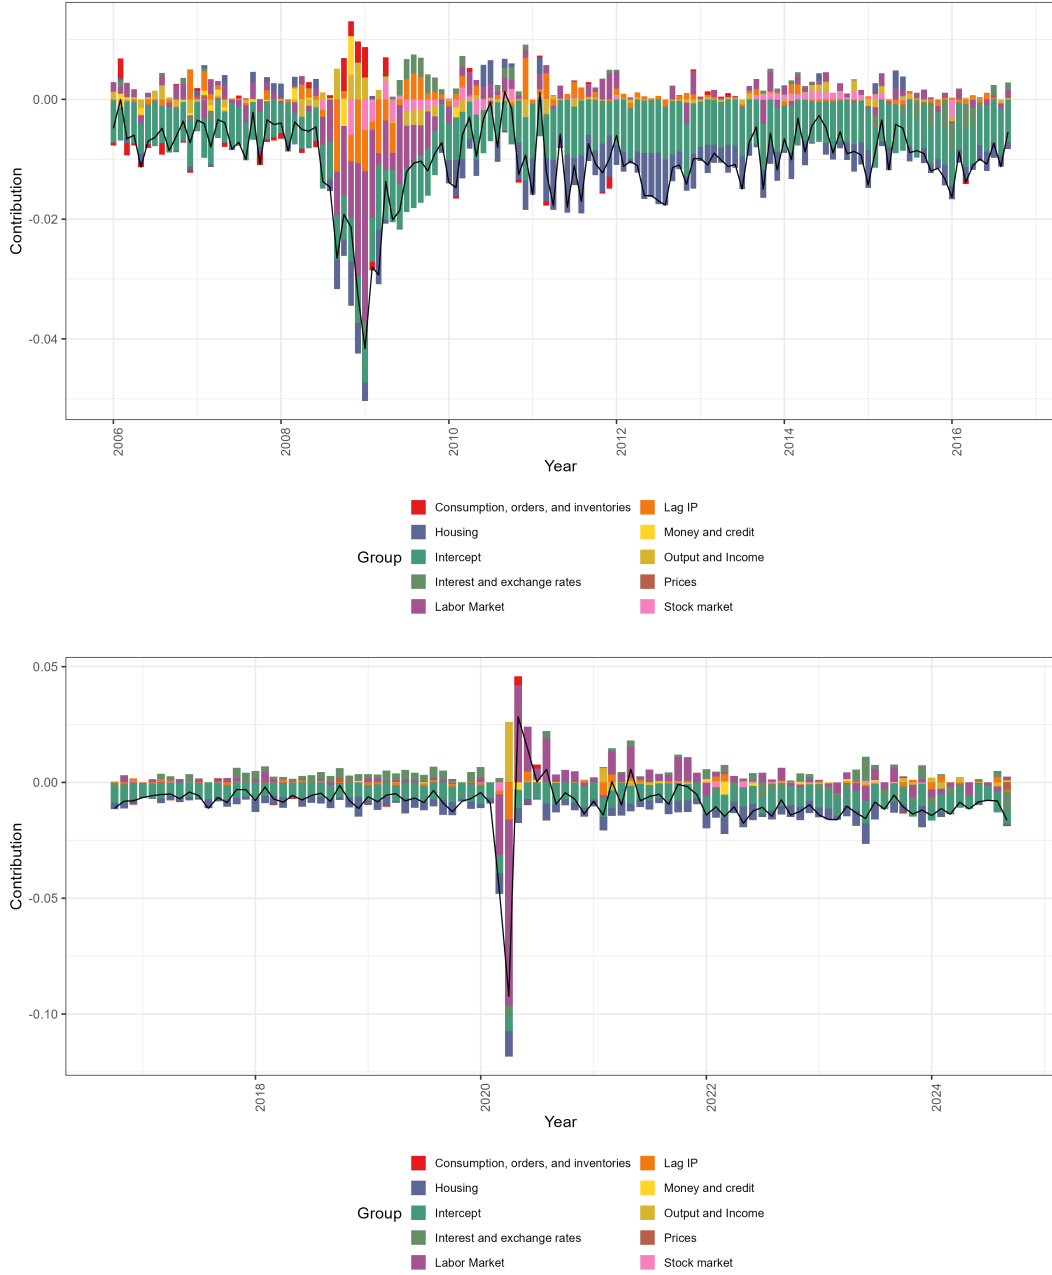 0.00
-0.02
-0.04
Contribution
2006
2008
2010
2012
2014
2016
Year
Group
Consumption, orders, and inventories
Housing
Intercept
Interest and exchange rates
Labor Market
Lag IP
Money and credit
Output and Income
Prices
Stock market
0.05
0.00
-0.05
-0.10
Contribution
2018
2020
2022
2024
Year
Group
Consumption, orders, and inventories
Housing
Intercept
Interest and exchange rates
Labor Market
Lag IP
Money and credit
Output and Income
Prices
Stock market